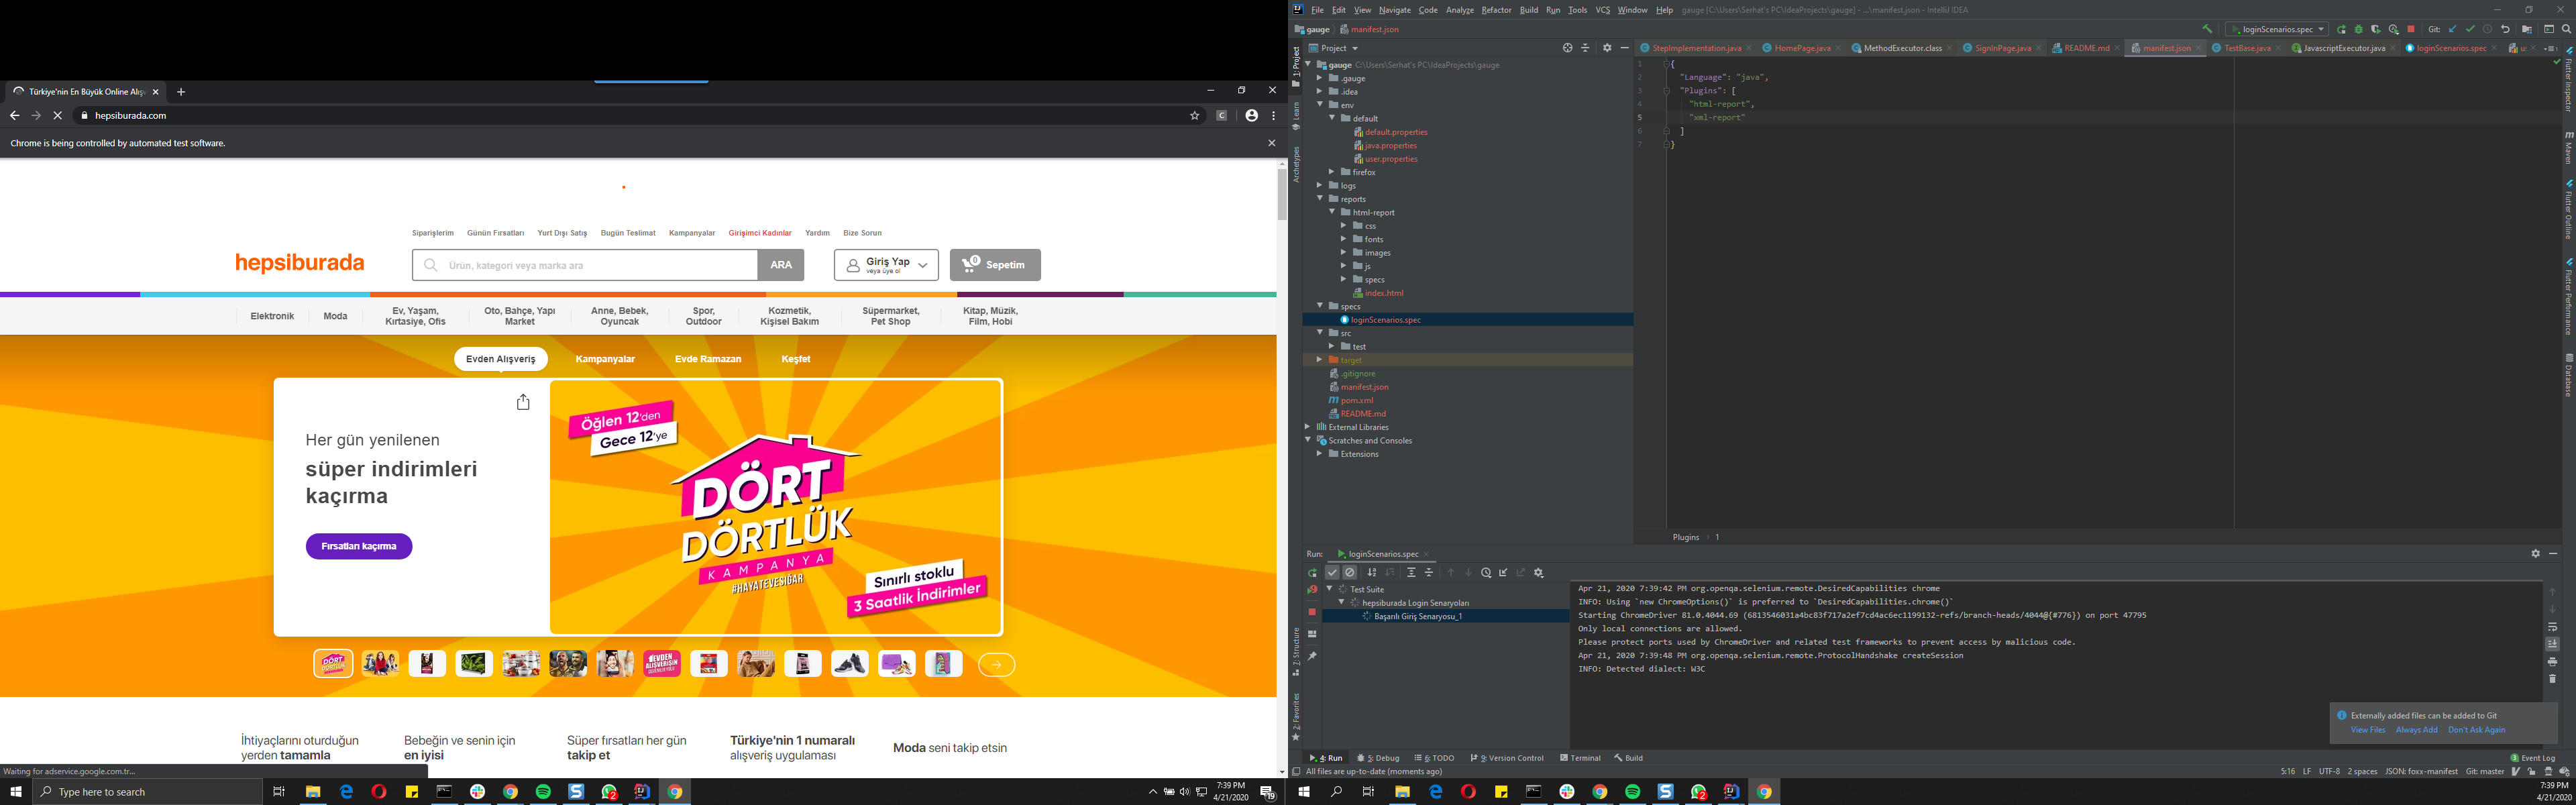 Türkiye'nin En Büyük Online Alışv
hepsiburada.com
Chrome is being controlled by automated test software.
Siparişlerim Günün Fırsatları Yurt Dışı Satış Bugün Teslimat Kampanyalar Girişimci Kadınlar Yardım Bize Sorun
hepsiburada
Ürün, kategori veya marka ara
ARA
Giriş Yap
veya üye ol
0
Sepetim
Elektronik
Moda
Ev, Yaşam,
Kırtasiye, Ofis
Oto, Bahçe, Yapı
Market
Anne, Bebek,
Oyuncak
Spor,
Outdoor
Kozmetik,
Kişisel Bakım
Süpermarket,
Pet Shop
Kitap, Müzik,
Film, Hobi
Evden Alışveriş Kampanyalar Evde Ramazan Keşfet
Her gün yenilenen
süper indirimleri
kaçırma
Fırsatları kaçırma
Öğlen 12'den
Gece 12'ye
DÖRT
DÖRTLÜK
KAMPANYA
#HAYATEVESIĞAR
Sınırlı stoklu
3 Saatlik İndirimler
İhtiyaçlarını oturduğun
yerden tamamla
Bebeğin ve senin için
en iyisi
Süper fırsatları her gün
takip et
Türkiye'nin 1 numaralı
alışveriş uygulaması
Moda seni takip etsin
Waiting for adservice.google.com.tr...
Type here to search
7:39 PM
4/21/2020
File Edit View Navigate Code Analyze Refactor Build Run Tools VCS Window Help gauge [C:\Users\Serhat's PC\IdeaProjects\gauge] - ...\manifest.json - IntelliJ IDEA
gauge manifest.json
loginScenarios.spec
Git:
Project
StepImplementation.java HomePage.java MethodExecutor.class SignInPage.java README.md manifest.json TestBase.java JavascriptExecutor.java loginScenarios.spec
gauge C:\Users\Serhat's PC\IdeaProjects\gauge
.gauge
.idea
env
default
default.properties
java.properties
user.properties
firefox
logs
reports
html-report
css
fonts
images
js
specs
index.html
specs
loginScenarios.spec
src
test
target
.gitignore
manifest.json
pom.xml
README.md
External Libraries
Scratches and Consoles
Extensions
1 {
2 "Language": "java",
3 "Plugins": [
4 "html-report",
5 "xml-report"
6 ]
7 }
Plugins 1
1: Project
Learn
Archetypes
7: Structure
2: Favorites
Flutter Inspector
Maven
Flutter Outline
Flutter Performance
Database
Run: loginScenarios.spec
Test Suite
hepsiburada Login Senaryoları
Başarılı Giriş Senaryosu_1
Apr 21, 2020 7:39:42 PM org.openqa.selenium.remote.DesiredCapabilities chrome
INFO: Using `new ChromeOptions()` is preferred to `DesiredCapabilities.chrome()`
Starting ChromeDriver 81.0.4044.69 (6813546031a4bc83f717a2ef7cd4ac6ec1199132-refs/branch-heads/4044@{#776}) on port 47795
Only local connections are allowed.
Please protect ports used by ChromeDriver and related test frameworks to prevent access by malicious code.
Apr 21, 2020 7:39:48 PM org.openqa.selenium.remote.ProtocolHandshake createSession
INFO: Detected dialect: W3C
Externally added files can be added to Git
View Files Always Add Don't Ask Again
4: Run 5: Debug 6: TODO 9: Version Control Terminal Build
Event Log
All files are up-to-date (moments ago)
5:16 LF UTF-8 2 spaces JSON: foxx-manifest Git: master
7:39 PM
4/21/2020